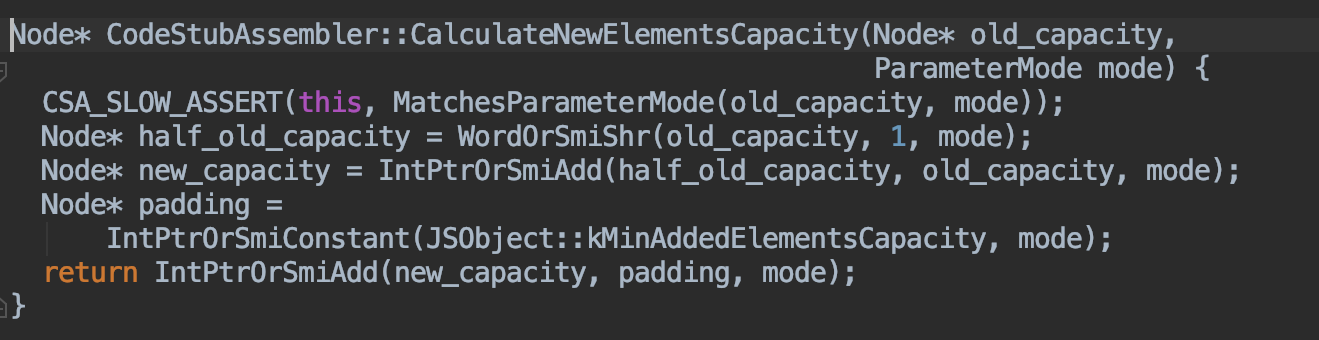 Node* CodeStubAssembler::CalculateNewElementsCapacity(Node* old_capacity,
                                                      ParameterMode mode) {
  CSA_SLOW_ASSERT(this, MatchesParameterMode(old_capacity, mode));
  Node* half_old_capacity = WordOrSmiShr(old_capacity, 1, mode);
  Node* new_capacity = IntPtrOrSmiAdd(half_old_capacity, old_capacity, mode);
  Node* padding =
      IntPtrOrSmiConstant(JSObject::kMinAddedElementsCapacity, mode);
  return IntPtrOrSmiAdd(new_capacity, padding, mode);
}